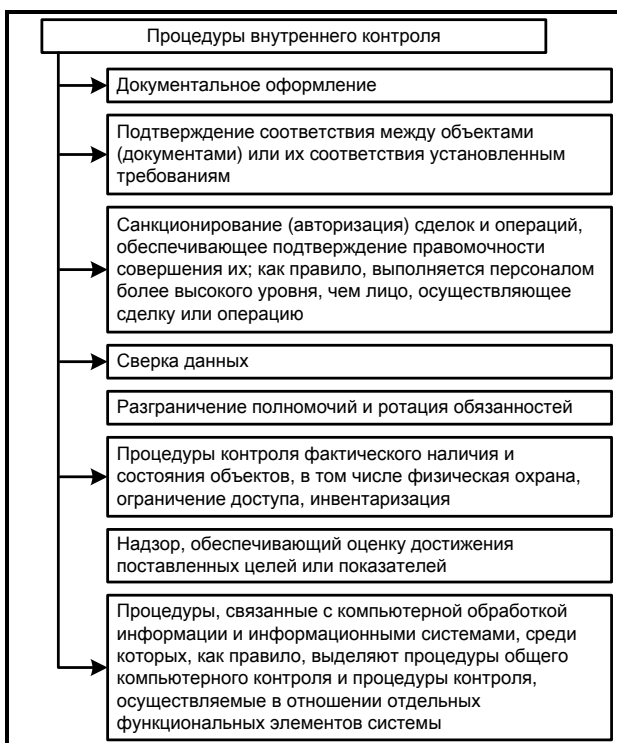 Процедуры внутреннего контроля
Документальное оформление
Подтверждение соответствия между объектами
(документами) или их соответствия установленным
требованиям
Санкционирование (авторизация) сделок и операций,
обеспечивающее подтверждение правомочности
совершения их; как правило, выполняется персоналом
более высокого уровня, чем лицо, осуществляющее
сделку или операцию
Сверка данных
Разграничение полномочий и ротация обязанностей
Процедуры контроля фактического наличия и
состояния объектов, в том числе физическая охрана,
ограничение доступа, инвентаризация
Надзор, обеспечивающий оценку достижения
поставленных целей или показателей
Процедуры, связанные с компьютерной обработкой
информации и информационными системами, среди
которых, как правило, выделяют процедуры общего
компьютерного контроля и процедуры контроля,
осуществляемые в отношении отдельных
функциональных элементов системы